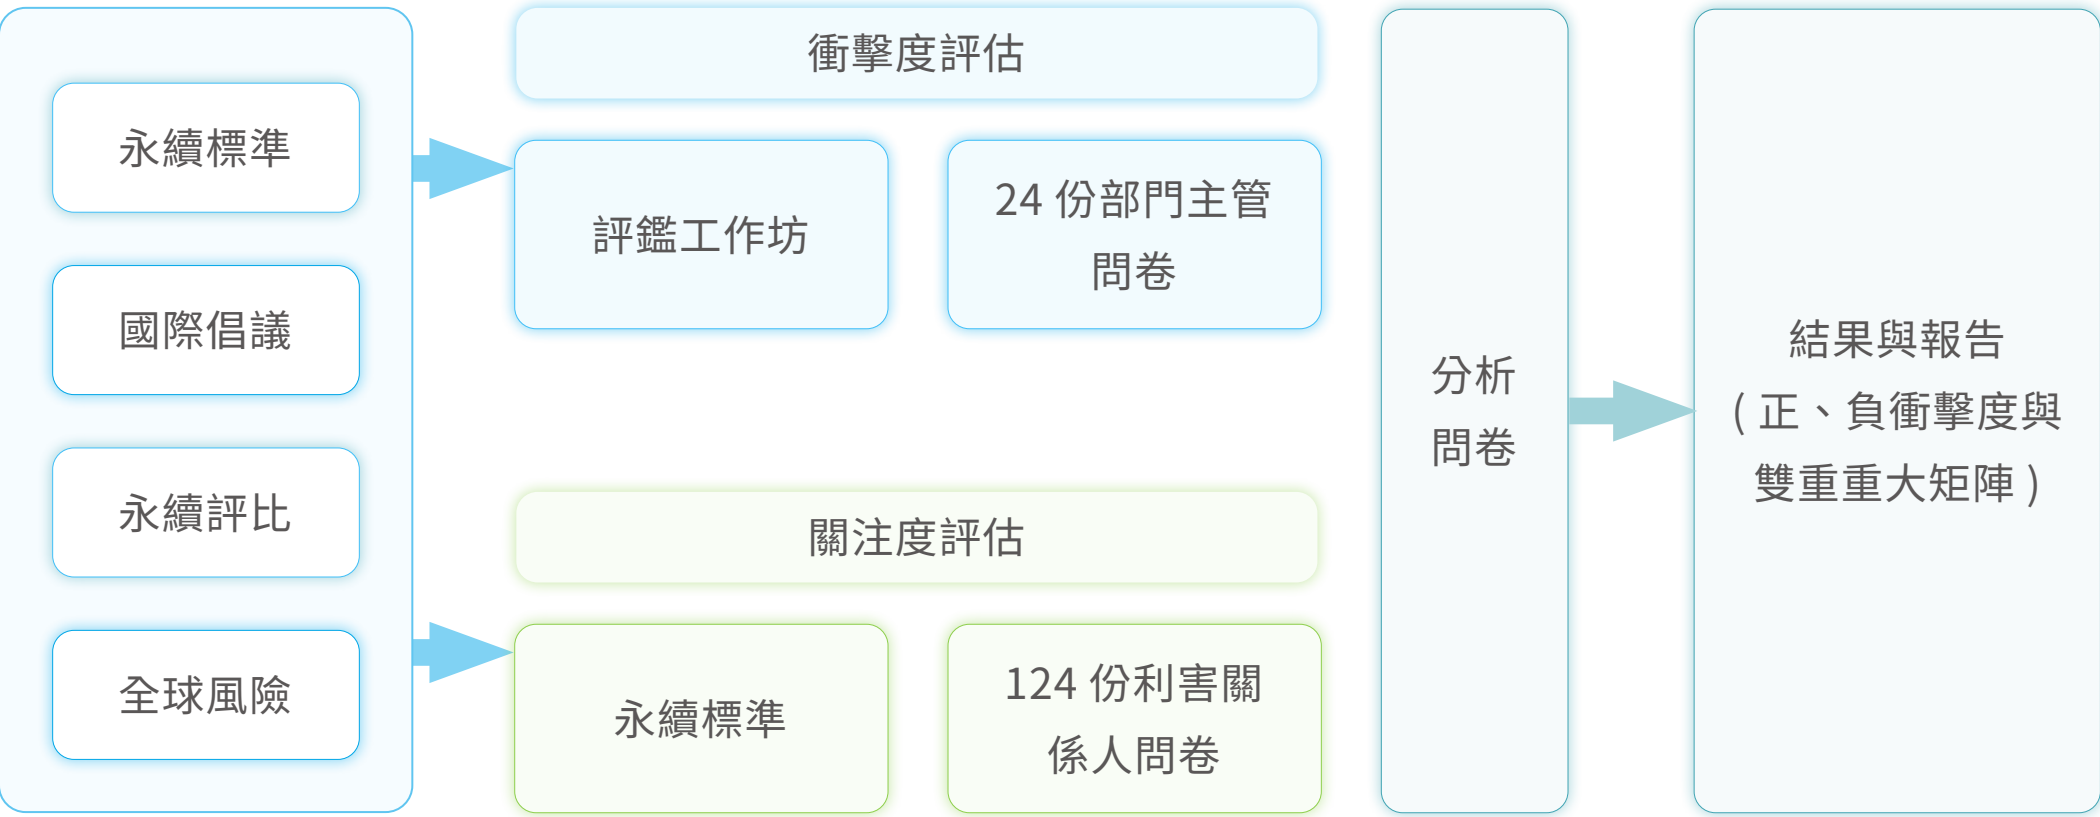 永續標準
國際倡議
永續評比
全球風險
衝擊度評估
評鑑工作坊
24 份部門主管
問卷
關注度評估
永續標準
124 份利害關
係人問卷
分析
問卷
結果與報告
( 正、負衝擊度與
雙重重大矩陣 )